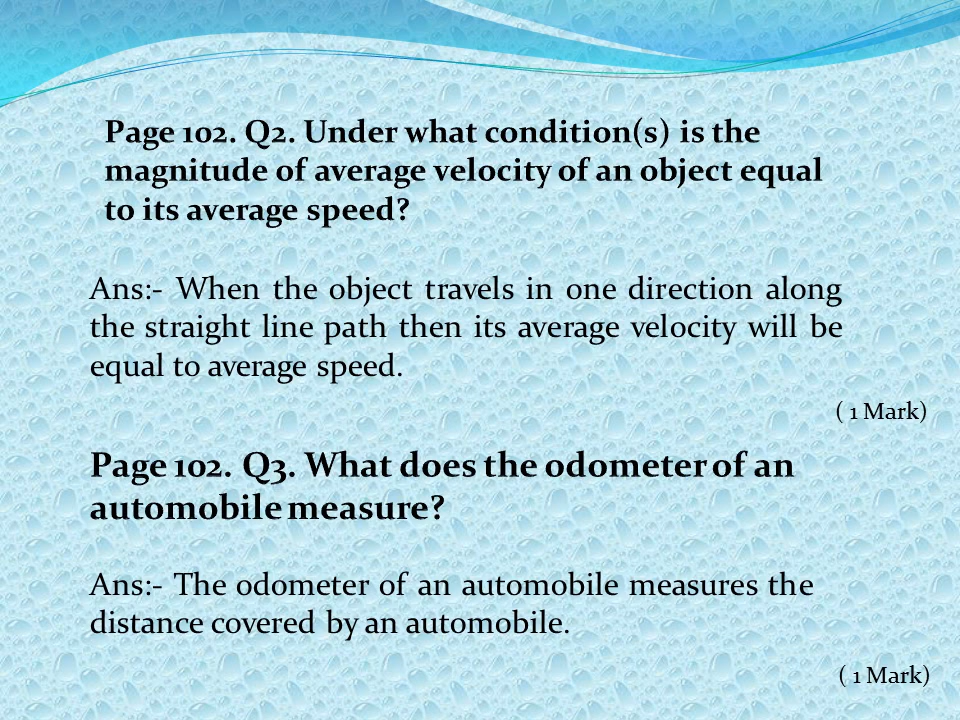 Page 102. Q2. Under what condition(s) is the
magnitude of average velocity of an object equal
to its average speed?
Ans:- When the object travels in one direction along
the straight line path then its average velocity will be
equal to average speed.
( 1 Mark)
Page 102. Q3. What does the odometer of an
automobile measure?
Ans:- The odometer of an automobile measures the
distance covered by an automobile.
( 1 Mark)